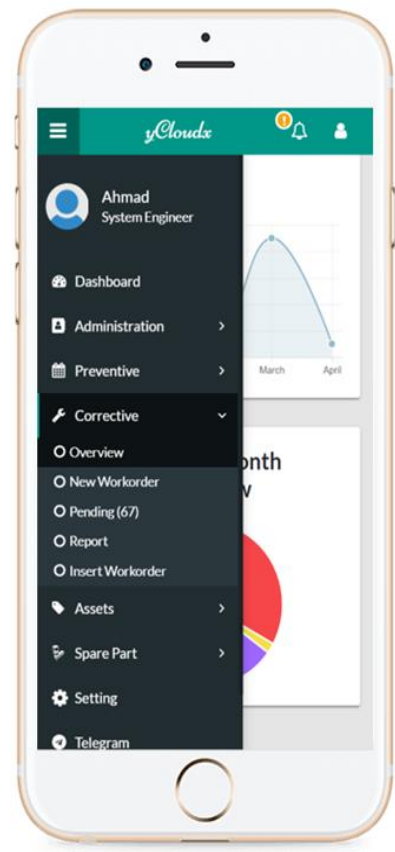 yCloudx
Ahmad
System Engineer
Dashboard
Administration
Preventive
Corrective
Overview
New Workorder
Pending (67)
Report
Insert Workorder
Assets
Spare Part
Setting
Telegram
March April
onth